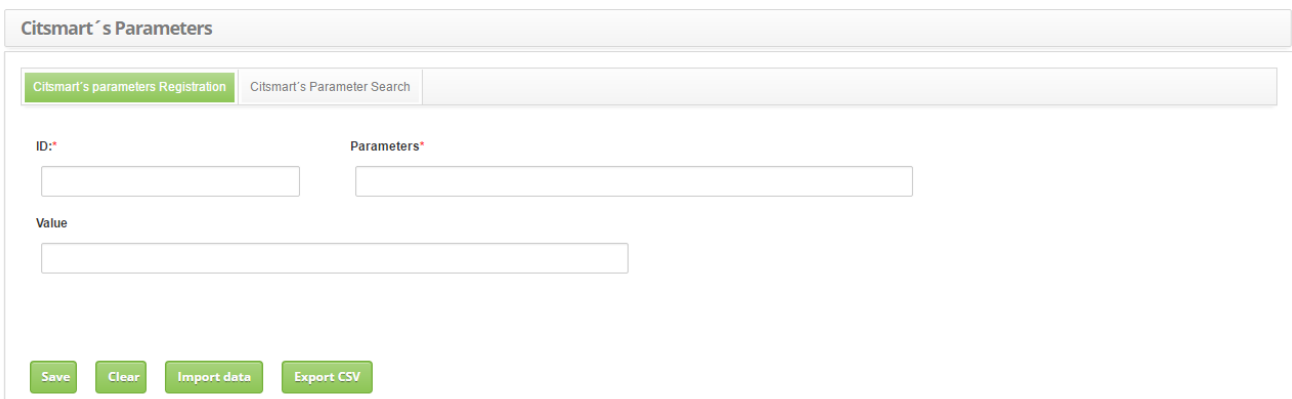 Citsmart´s Parameters
Citsmart´s parameters Registration Citsmart´s Parameter Search
ID:* Parameters*
Value
Save Clear Import data Export CSV